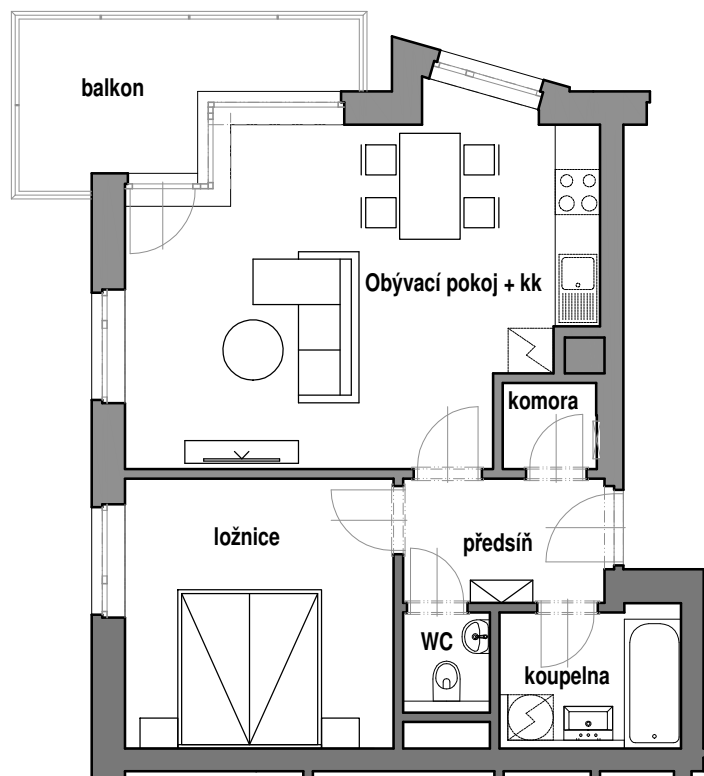 balkon
Obývací pokoj + kk
komora
ložnice
předsíň
WC
koupelna